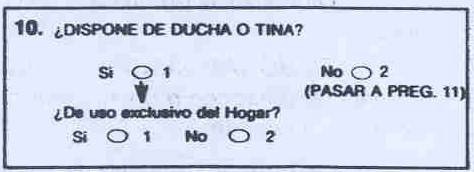 10. ¿DISPONE DE DUCHA O TINA?
Si ○ 1 No ○ 2
(PASAR A PREG. 11)
¿De uso exclusivo del Hogar?
Si ○ 1 No ○ 2